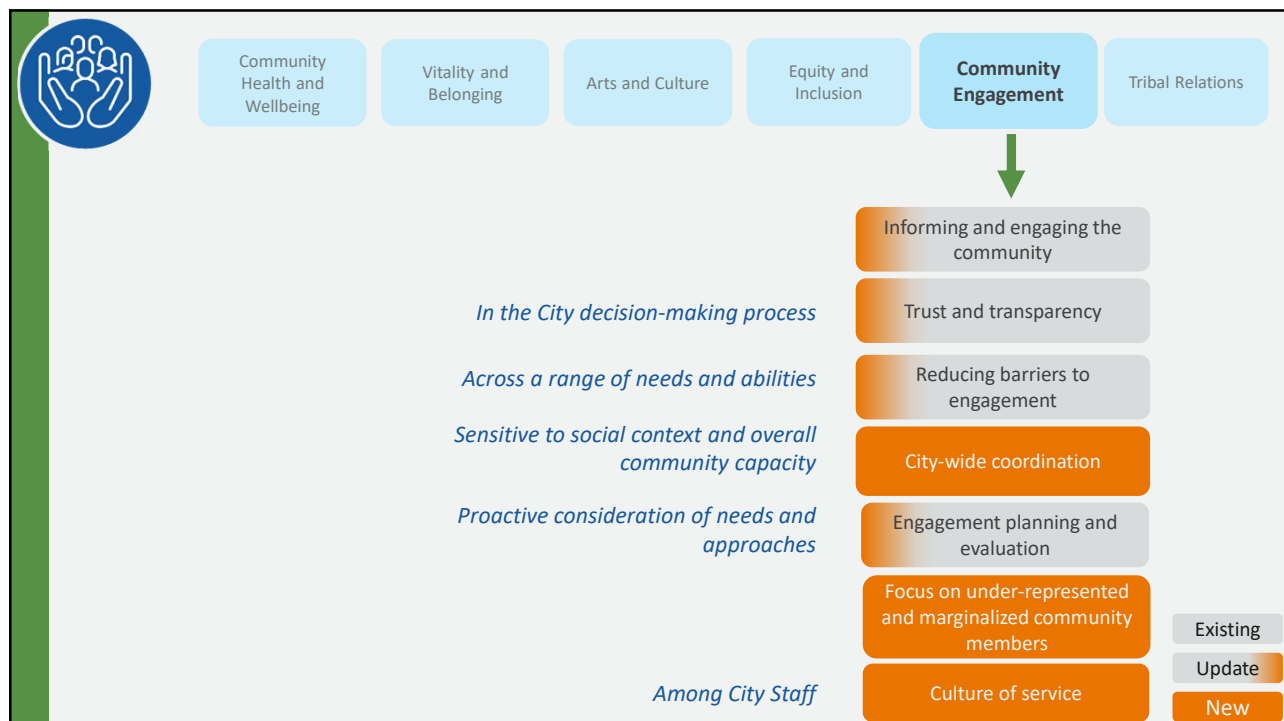 Community
Health and
Wellbeing
Vitality and
Belonging
Arts and Culture
Equity and
Inclusion
Community
Engagement
Tribal Relations
Informing and engaging the
community
In the City decision-making process
Trust and transparency
Across a range of needs and abilities
Reducing barriers to
engagement
Sensitive to social context and overall
community capacity
City-wide coordination
Proactive consideration of needs and
approaches
Engagement planning and
evaluation
Focus on under-represented
and marginalized community
members
Among City Staff
Culture of service
Existing
Update
New